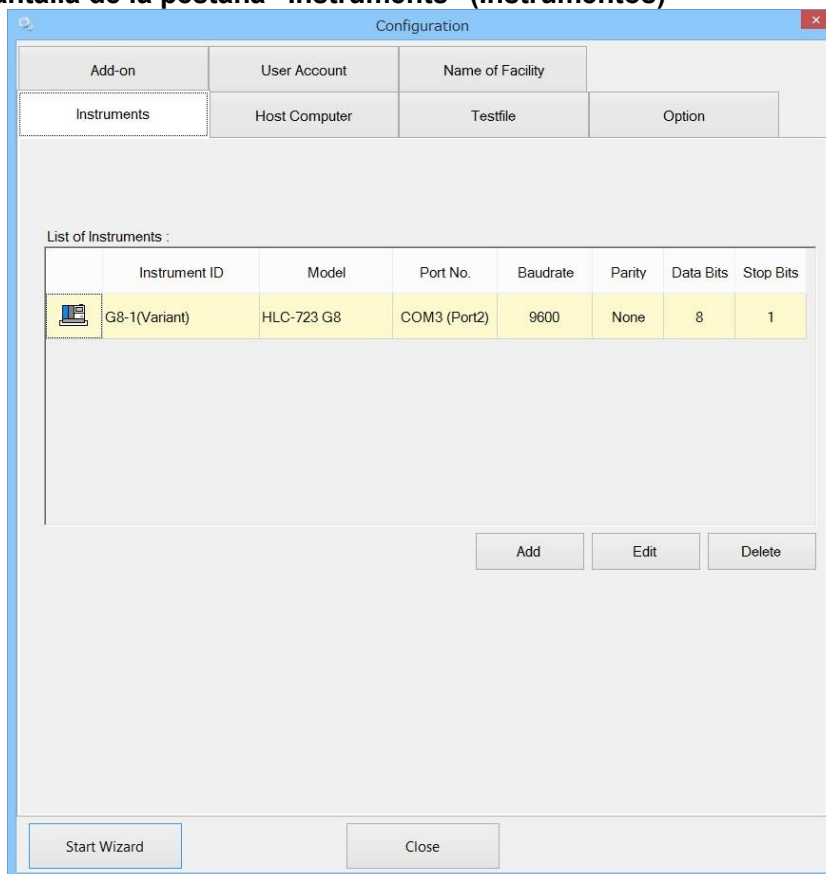 de la pestaña "Instruments" (Instrumentos)
Configuration
Add-on User Account Name of Facility
Instruments Host Computer Testfile Option
List of Instruments :
Instrument ID Model Port No. Baudrate Parity Data Bits Stop Bits
G8-1(Variant) HLC-723 G8 COM3 (Port2) 9600 None 8 1
Add Edit Delete
Start Wizard Close